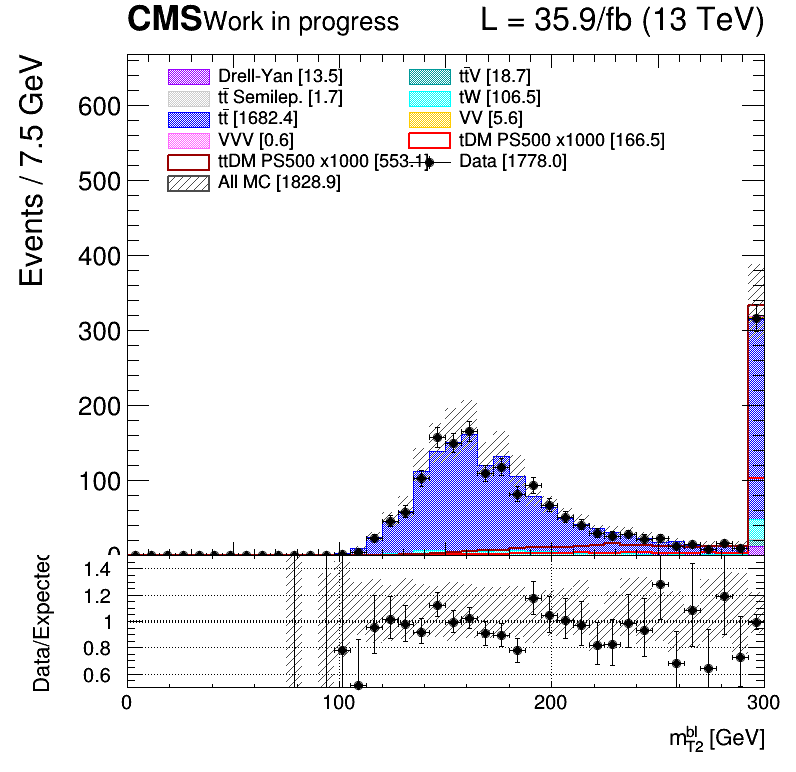 CMS Work in progress L = 35.9/fb (13 TeV)
Events / 7.5 GeV
600
500
400
300
200
100
0
Drell-Yan [13.5] tt̄V [18.7]
tt̄ Semilep. [1.7] tW [106.5]
tt̄ [1682.4] VV [5.6]
VVV [0.6] tDM PS500 x1000 [166.5]
ttDM PS500 x1000 [553.1] Data [1778.0]
All MC [1828.9]
Data/Expected
1.4
1.2
1
0.8
0.6
0 100 200 300
m_{T2}^{bl} [GeV]